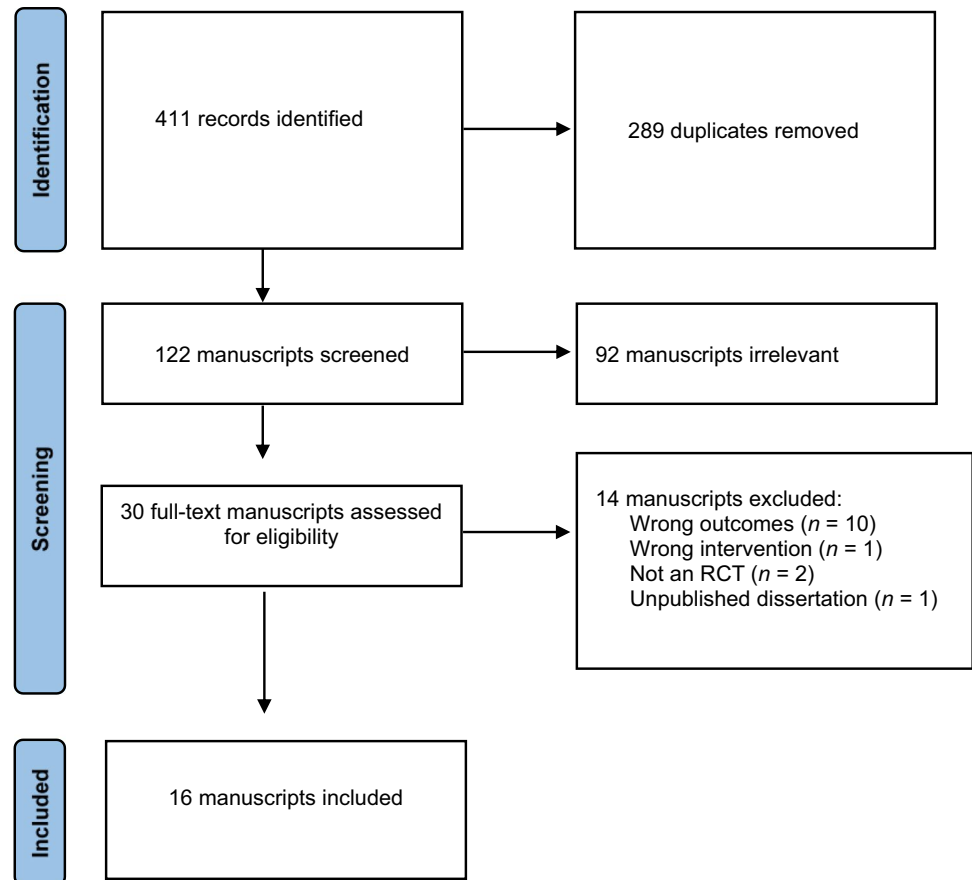 Identification
411 records identified
289 duplicates removed
Screening
122 manuscripts screened
92 manuscripts irrelevant
30 full-text manuscripts assessed
for eligibility
14 manuscripts excluded:
Wrong outcomes (n = 10)
Wrong intervention (n = 1)
Not an RCT (n = 2)
Unpublished dissertation (n = 1)
Included
16 manuscripts included